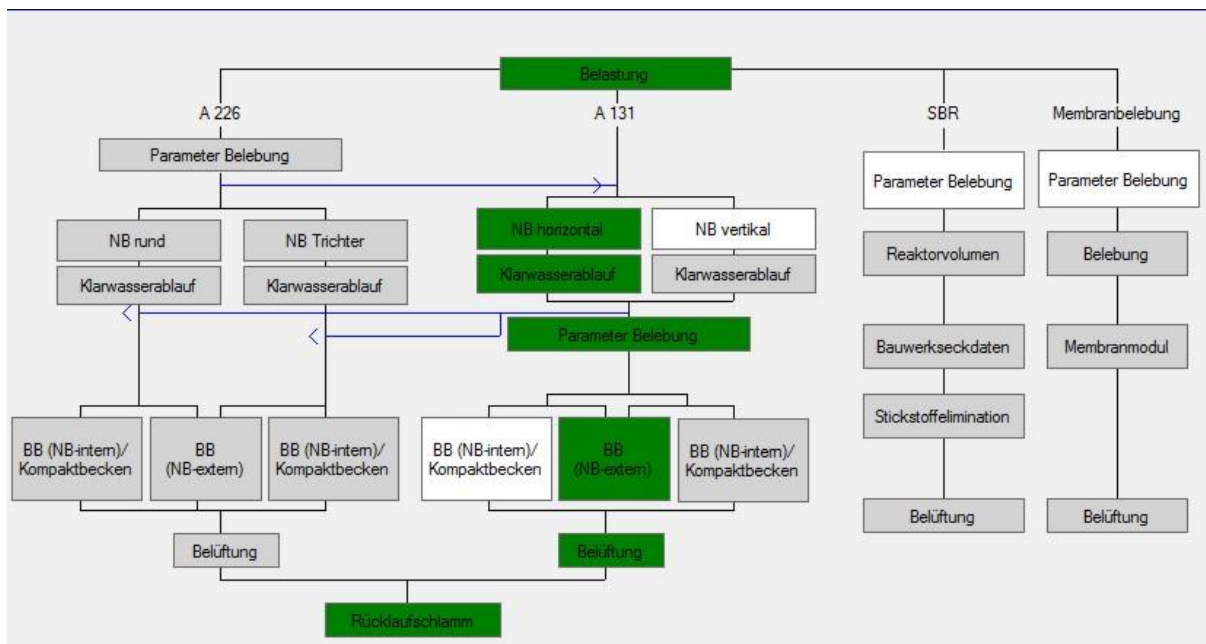 Belastung
A 226
A 131
SBR
Membranbelebung
Parameter Belebung
Parameter Belebung
Parameter Belebung
NB rund
NB Trichter
NB horizontal
NB vertikal
Reaktorvolumen
Belebung
Klarwasserablauf
Klarwasserablauf
Klarwasserablauf
Klarwasserablauf
Parameter Belebung
Bauwerkseckdaten
Membranmodul
Stickstoffelimination
BB (NB-intern)/
Kompaktbecken
BB
(NB-extern)
BB (NB-intern)/
Kompaktbecken
BB (NB-intern)/
Kompaktbecken
BB
(NB-extern)
BB (NB-intern)/
Kompaktbecken
Belüftung
Belüftung
Belüftung
Belüftung
Rücklaufschlamm